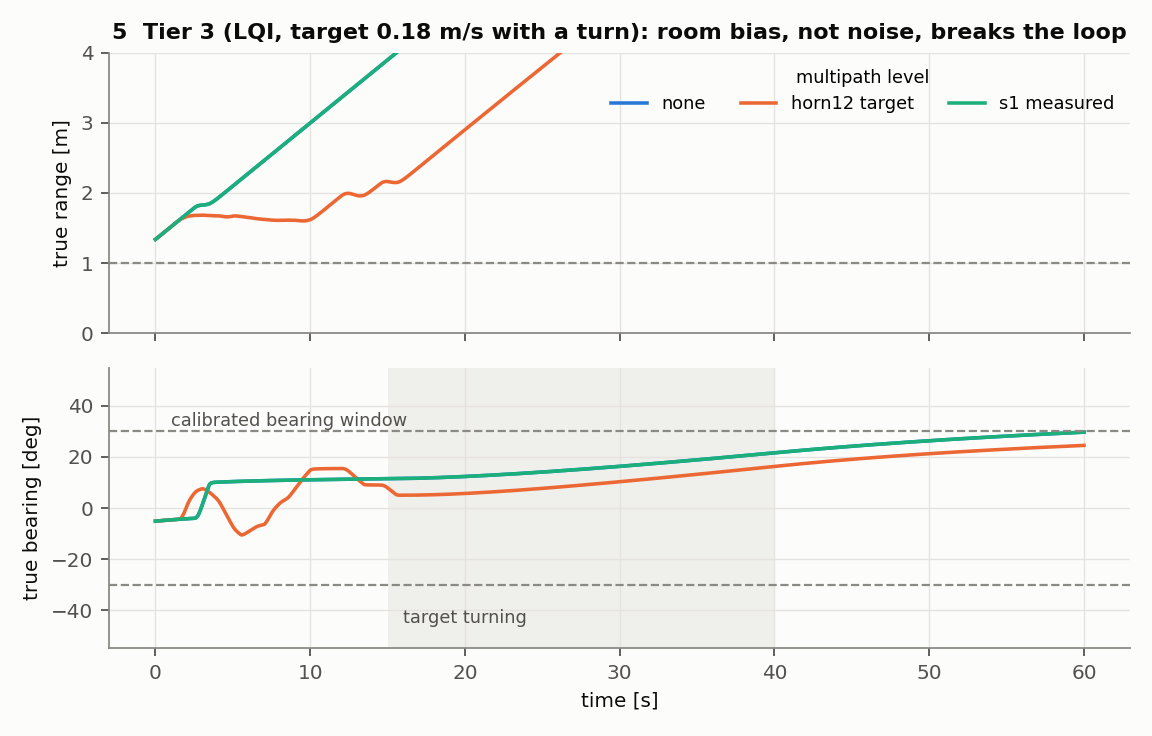 5 Tier 3 (LQI, target 0.18 m/s with a turn): room bias, not noise, breaks the loop
true range [m]
4
3
2
1
0
multipath level
none
horn12 target
s1 measured
true bearing [deg]
40
20
0
−20
−40
calibrated bearing window
target turning
0
10
20
30
40
50
60
time [s]